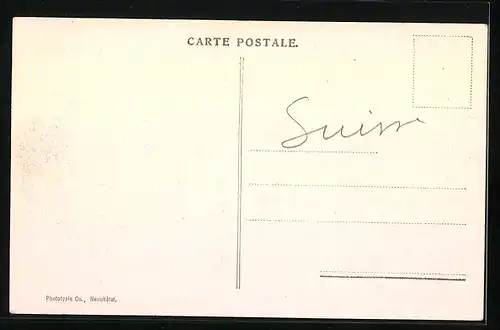 CARTE POSTALE.
Suisse
Phototypie Co., Neuchâtel.